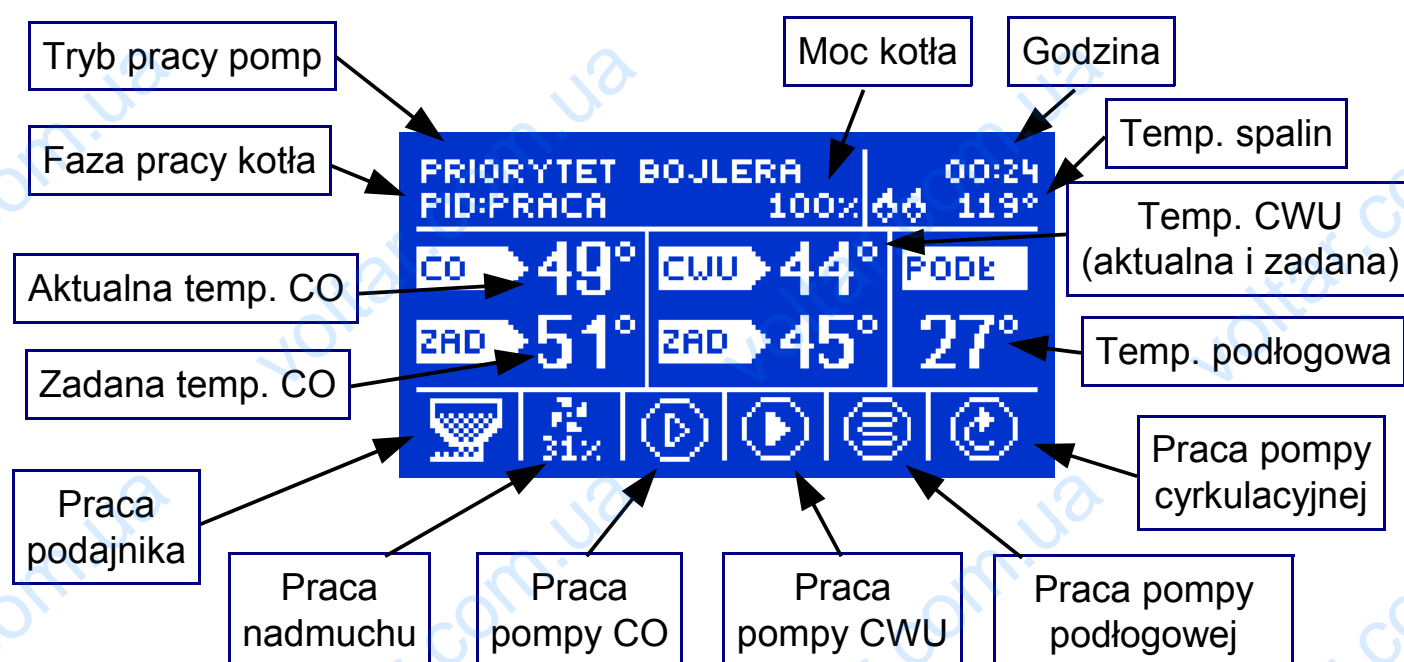 Tryb pracy pomp
Moc kotła
Godzina
Faza pracy kotła
Temp. spalin
PRIORYTET BOJLERA
00:24
PID:PRACA
100%
119°
Temp. CWU
(aktualna i zadana)
Aktualna temp. CO
CO
49°
CWU
44°
PODŁ
ZAD
51°
ZAD
45°
27°
Temp. podłogowa
Zadana temp. CO
31%
Praca
podajnika
Praca pompy
cyrkulacyjnej
Praca
nadmuchu
Praca
pompy CO
Praca
pompy CWU
Praca pompy
podłogowej
voltar.com.ua